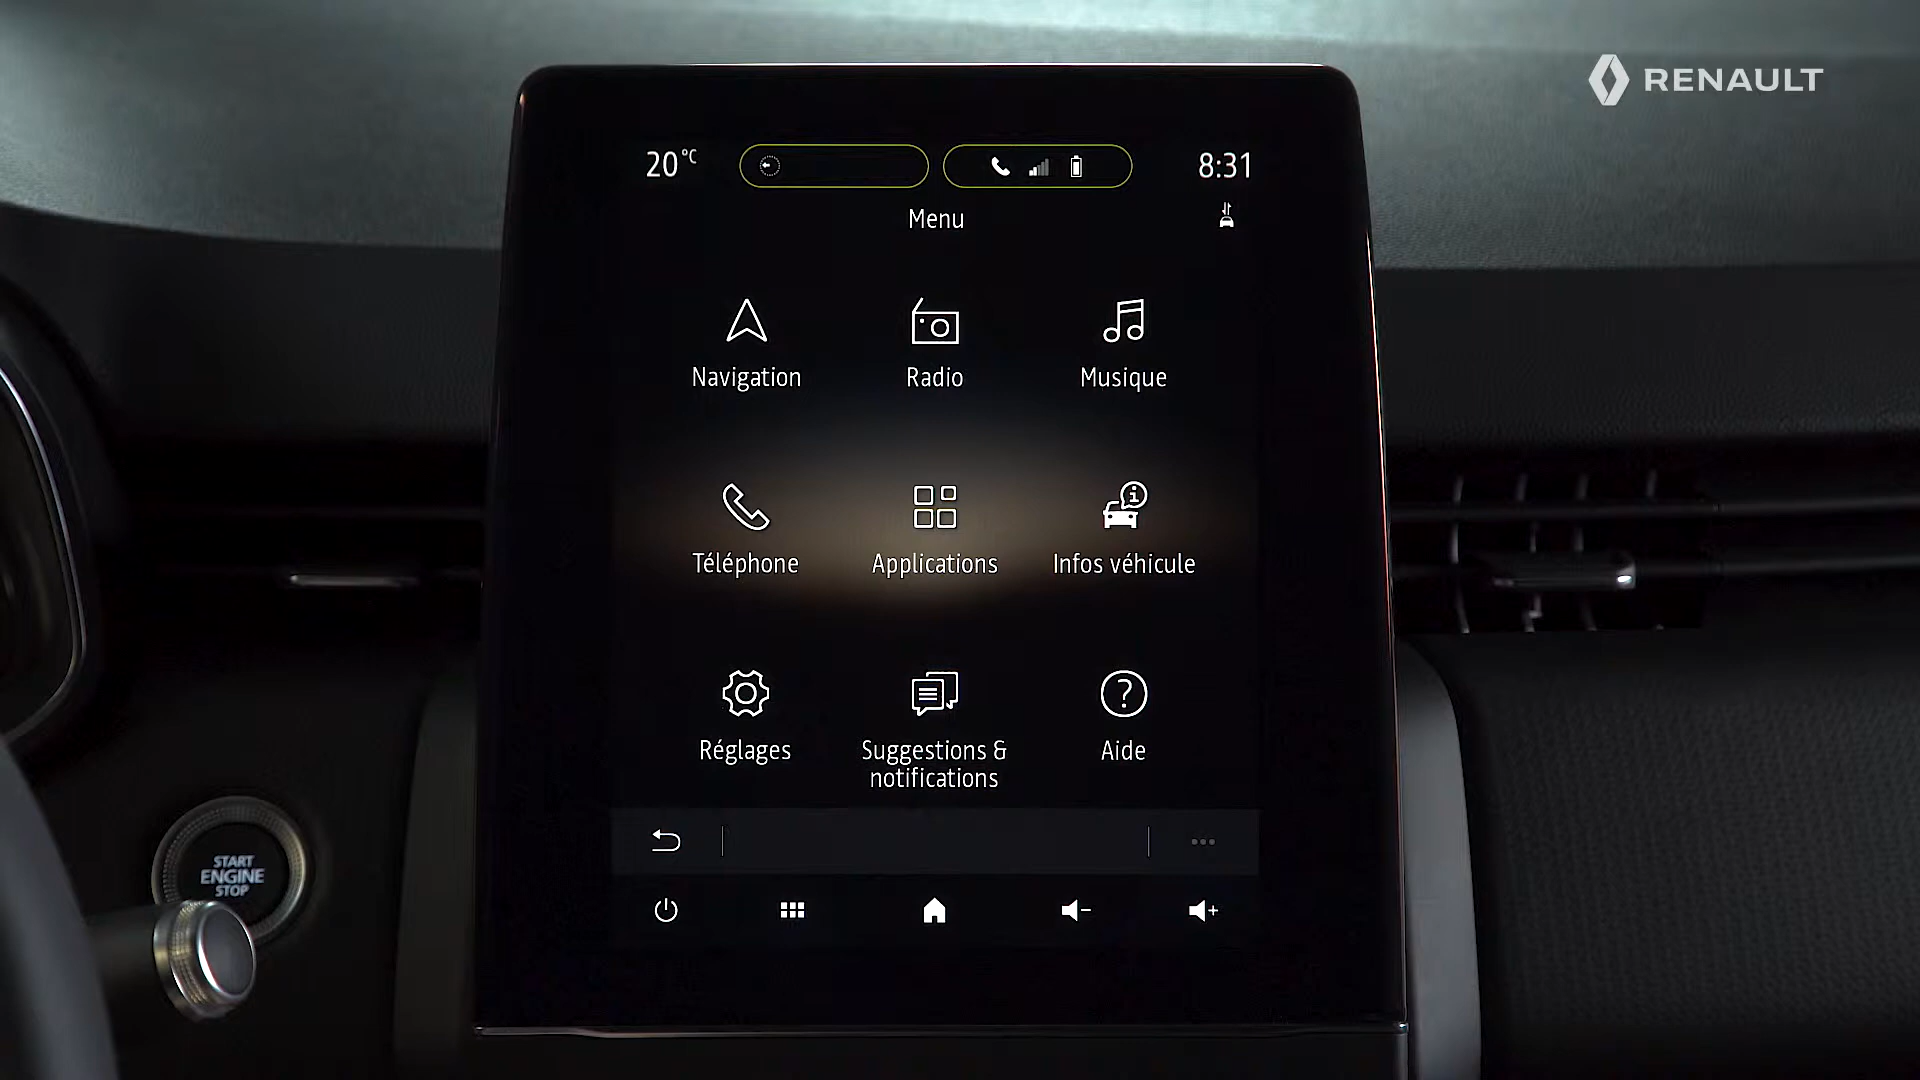 RENAULT
20°C
8:31
Menu
Navigation
Radio
Musique
Téléphone
Applications
Infos véhicule
Réglages
Suggestions &
notifications
Aide
START
ENGINE
STOP